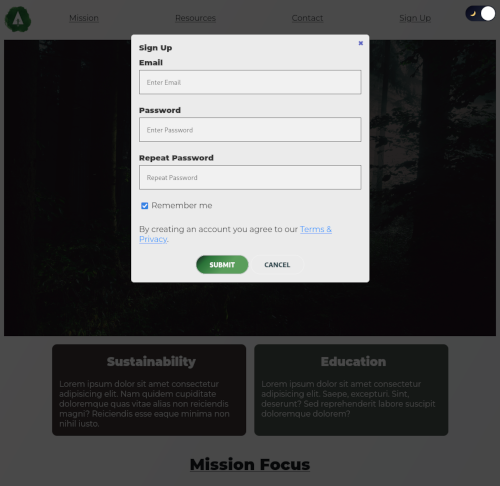 Mission
Resources
Contact
Sign Up
Sign Up
Email
Enter Email
Password
Enter Password
Repeat Password
Repeat Password
Remember me
By creating an account you agree to our Terms &
Privacy.
SUBMIT
CANCEL
Sustainability
Lorem ipsum dolor sit amet consectetur
adipisicing elit. Nam quidem cupiditate
doloremque quas vitae alias non reiciendis
magni? Reiciendis esse eaque minima non
nihil iusto.
Education
Lorem ipsum dolor sit amet consectetur
adipisicing elit. Saepe, excepturi. Sint,
deserunt? Sed reprehenderit labore suscipit
doloremque dolorem?
Mission Focus